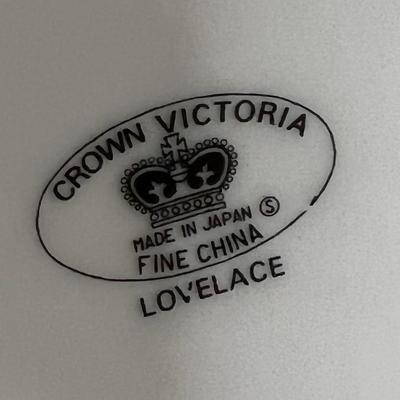 CROWN VICTORIA
MADE IN JAPAN Ⓢ
FINE CHINA
LOVELACE